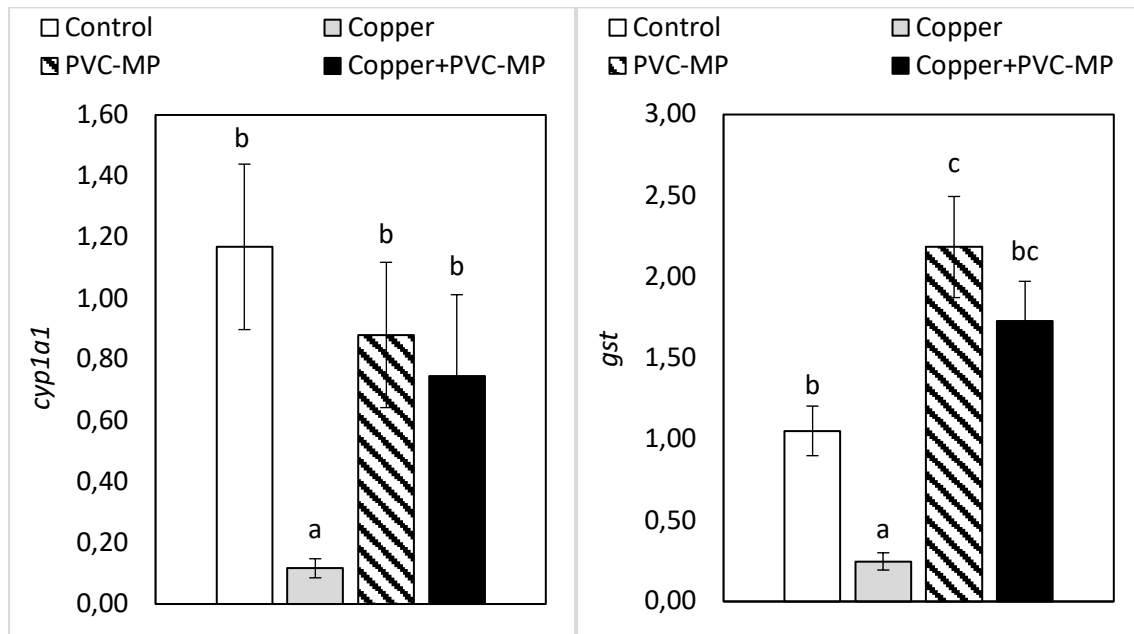 Control Copper
PVC-MP Copper+PVC-MP
1,60
1,40
1,20
1,00
0,80
0,60
0,40
0,20
0,00
cyp1a1
b
a
b
b
Control Copper
PVC-MP Copper+PVC-MP
3,00
2,50
2,00
1,50
1,00
0,50
0,00
gst
b
a
c
bc